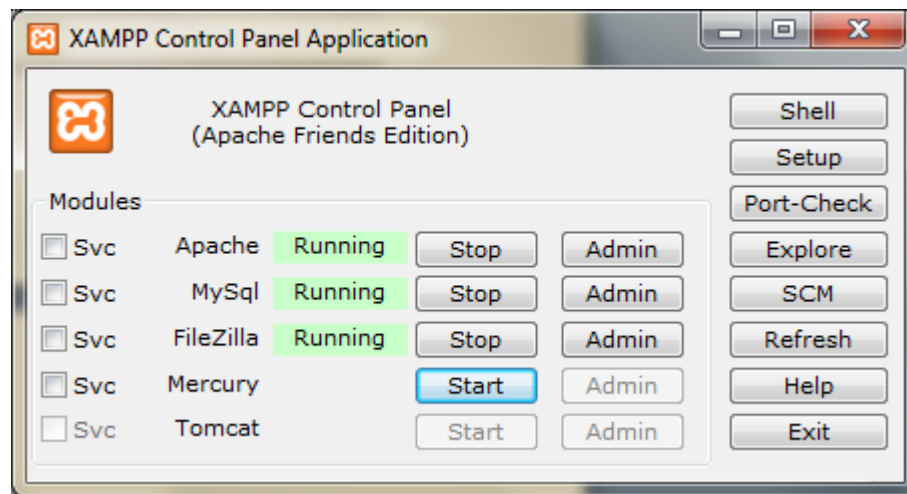 XAMPP Control Panel Application
XAMPP Control Panel
(Apache Friends Edition)
Shell
Setup
Port-Check
Modules
Svc Apache Running Stop Admin Explore
Svc MySql Running Stop Admin SCM
Svc FileZilla Running Stop Admin Refresh
Svc Mercury Start Admin Help
Svc Tomcat Start Admin Exit